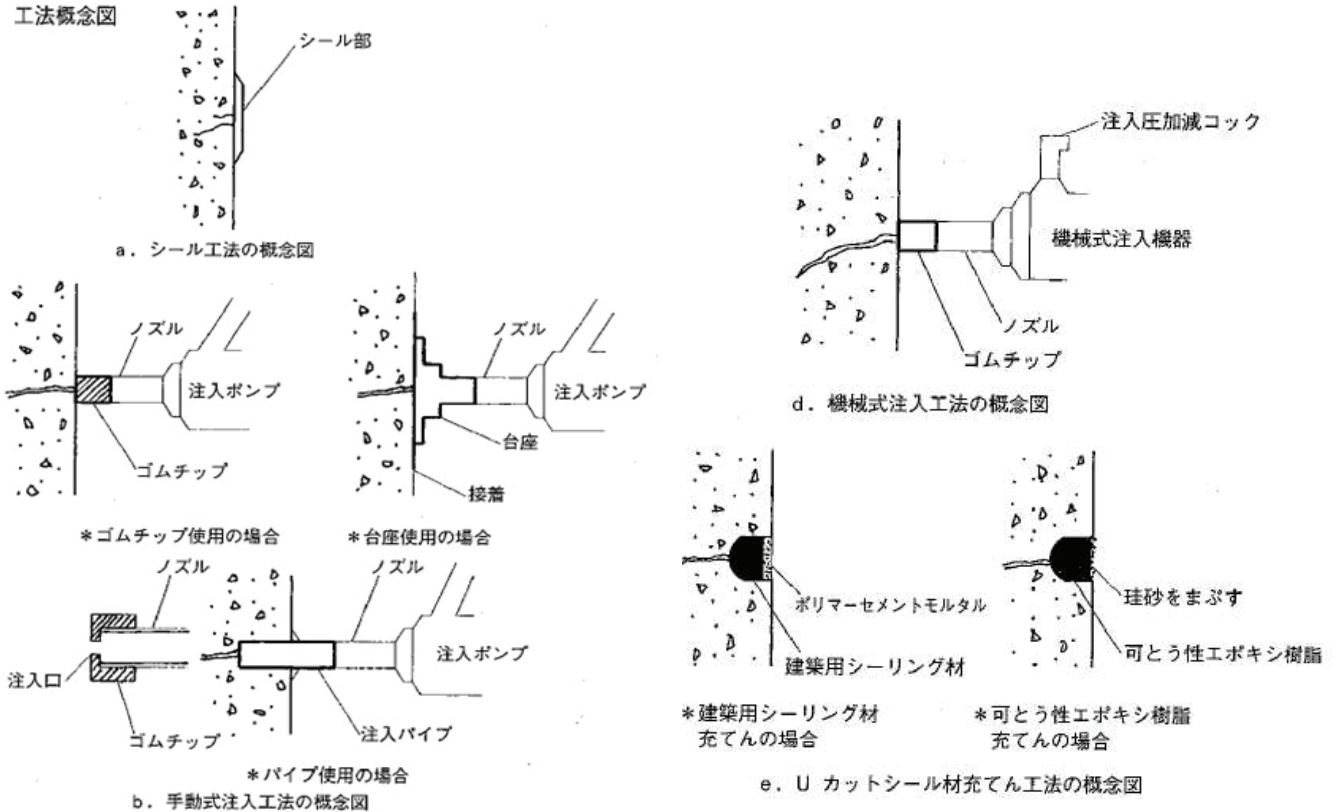 工法概念図
シール部
a．シール工法の概念図
ノズル
注入ポンプ
ゴムチップ
＊ゴムチップ使用の場合
ノズル
注入ポンプ
台座
接着
＊台座使用の場合
ノズル
注入口
ゴムチップ
ノズル
注入ポンプ
注入パイプ
＊パイプ使用の場合
b．手動式注入工法の概念図
注入圧加減コック
機械式注入機器
ノズル
ゴムチップ
d．機械式注入工法の概念図
ポリマーセメントモルタル
建築用シーリング材
＊建築用シーリング材
充てんの場合
珪砂をまぶす
可とう性エポキシ樹脂
＊可とう性エポキシ樹脂
充てんの場合
e．U カットシール材充てん工法の概念図